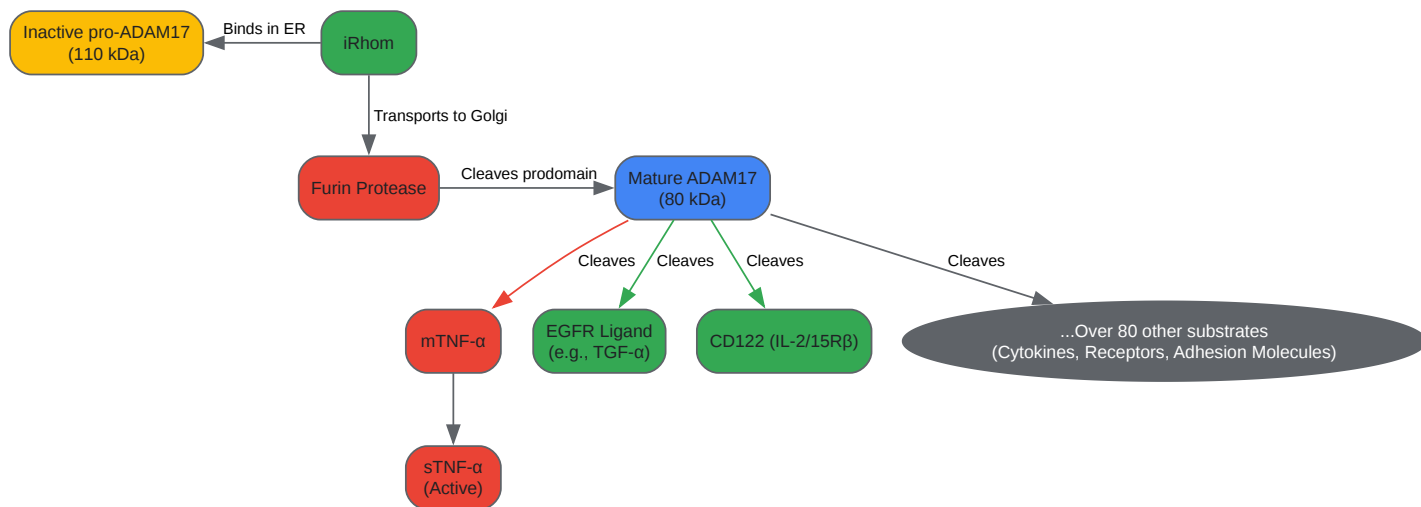 Inactive pro-ADAM17
(110 kDa)
Binds in ER
iRhom
Transports to Golgi
Furin Protease
Cleaves prodomain
Mature ADAM17
(80 kDa)
Cleaves
Cleaves
Cleaves
Cleaves
mTNF-α
EGFR Ligand
(e.g., TGF-α)
CD122 (IL-2/15Rβ)
...Over 80 other substrates
(Cytokines, Receptors, Adhesion Molecules)
sTNF-α
(Active)